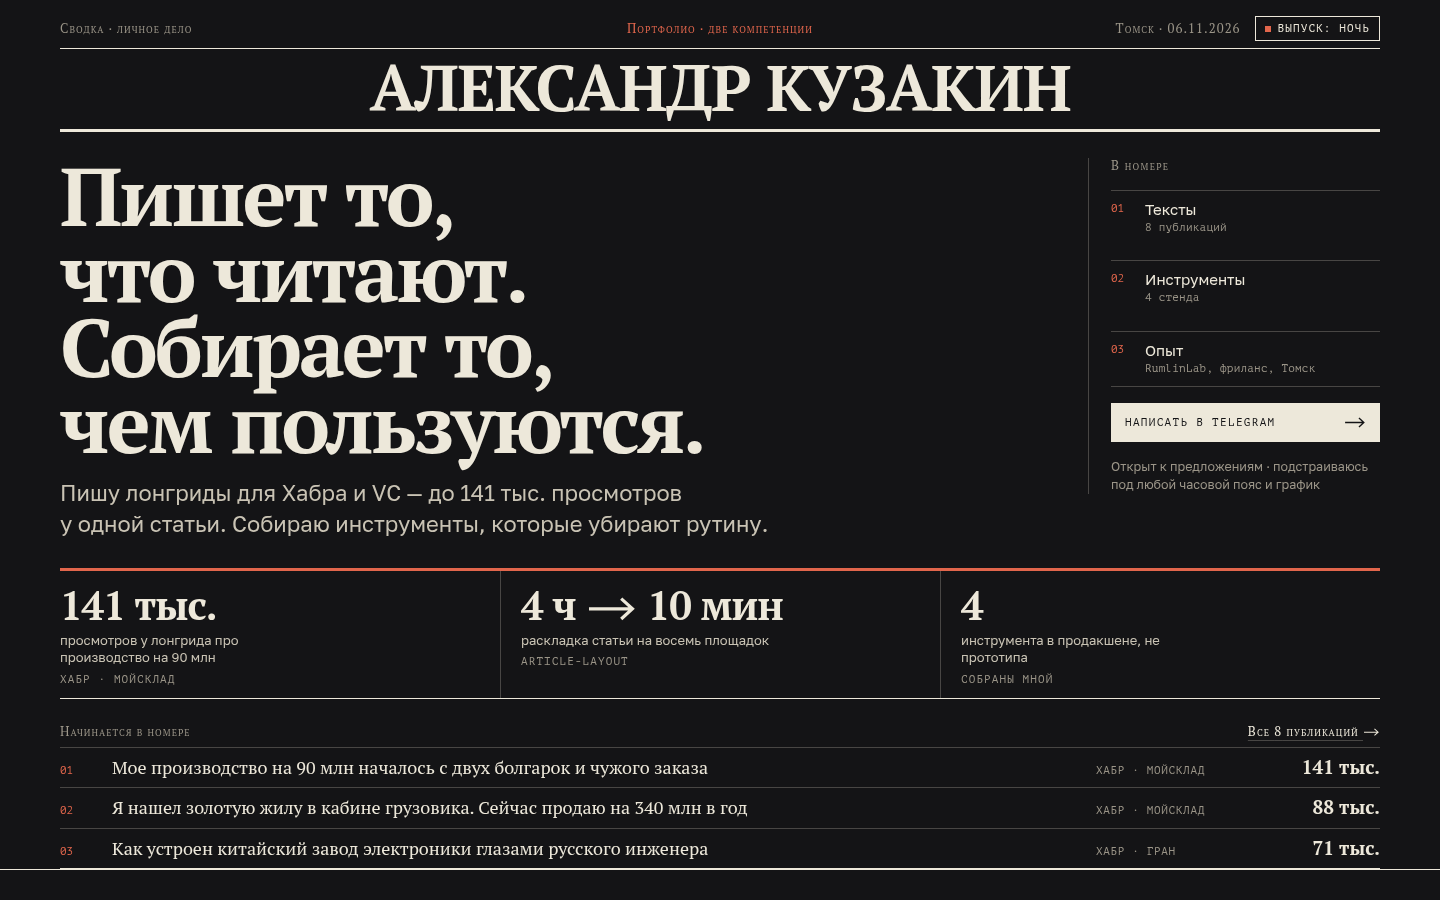 Сводка · личное дело
Портфолио · две компетенции
Томск · 06.11.2026
ВЫПУСК: НОЧЬ
АЛЕКСАНДР КУЗАКИН
Пишет то,
что читают.
Собирает то,
чем пользуются.
Пишу лонгриды для Хабра и VC — до 141 тыс. просмотров
у одной статьи. Собираю инструменты, которые убирают рутину.
В номере
01 Тексты
8 публикаций
02 Инструменты
4 стенда
03 Опыт
RumlinLab, фриланс, Томск
НАПИСАТЬ В TELEGRAM →
Открыт к предложениям · подстраиваюсь
под любой часовой пояс и график
141 тыс.
просмотров у лонгрида про
производство на 90 млн
ХАБР · МОЙСКЛАД
4 ч → 10 мин
раскладка статьи на восемь площадок
ARTICLE-LAYOUT
4
инструмента в продакшене, не
прототипа
СОБРАНЫ МНОЙ
Начинается в номере
Все 8 публикаций →
01 Мое производство на 90 млн началось с двух болгарок и чужого заказа ХАБР · МОЙСКЛАД 141 тыс.
02 Я нашел золотую жилу в кабине грузовика. Сейчас продаю на 340 млн в год ХАБР · МОЙСКЛАД 88 тыс.
03 Как устроен китайский завод электроники глазами русского инженера ХАБР · ГРАН 71 тыс.